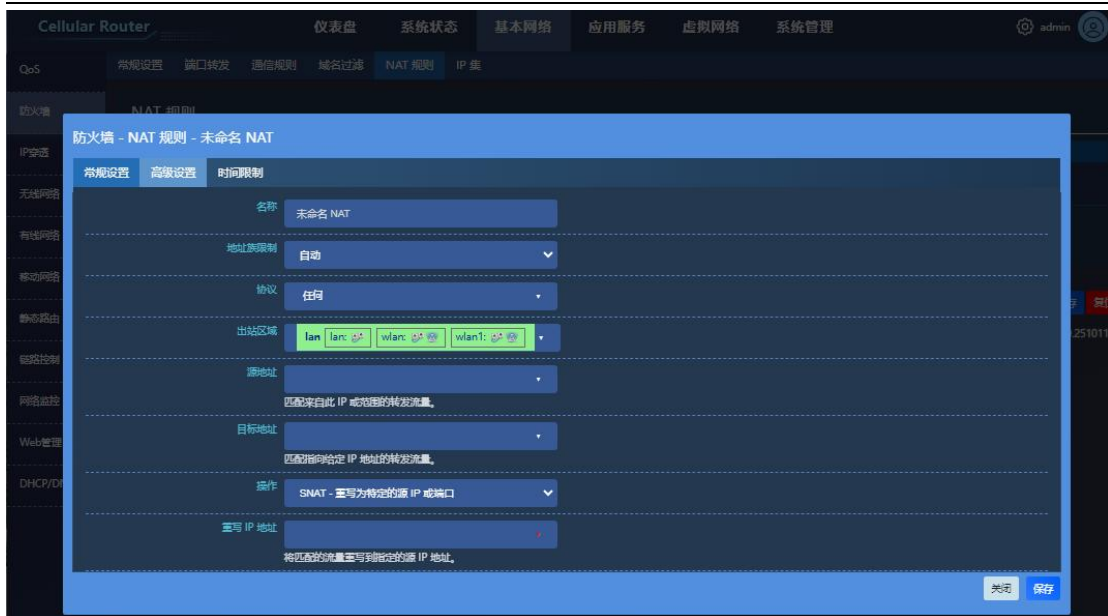 Cellular Router
仪表盘 系统状态 基本网络 应用服务 虚拟网络 系统管理
admin
QoS
常规设置 端口转发 通信规则 域名过滤 NAT 规则 IP 集
防火墙
NAT 规则
防火墙 - NAT 规则 - 未命名 NAT
IP穿透
常规设置 高级设置 时间限制
无线网络
名称 未命名 NAT
有线网络
地址族限制 自动
移动网络
协议 任何
静态路由
出站区域 lan lan: wlan: wlan1:
251011
链路控制
源地址
匹配来自此 IP 或范围的转发流量。
网络监控
目标地址
Web管理
匹配指向给定 IP 地址的转发流量。
DHCP/D
操作 SNAT - 重写为特定的源 IP 或端口
重写 IP 地址
将匹配的流量重写到指定的源 IP 地址。
关闭 保存